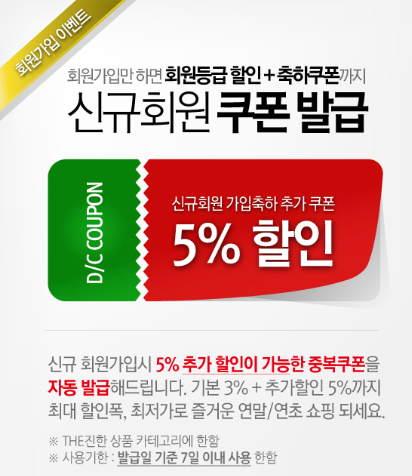 회원가입 이벤트
회원가입만 하면 회원등급 할인 + 축하쿠폰까지
신규회원 쿠폰 발급
D/C COUPON
신규회원 가입축하 추가 쿠폰
5% 할인
신규 회원가입시 5% 추가 할인이 가능한 중복쿠폰을
자동 발급해드립니다. 기본 3% + 추가할인 5%까지
최대 할인폭, 최저가로 즐거운 연말/연초 쇼핑 되세요.
※ THE진한 상품 카테고리에 한함
※ 사용기한 : 발급일 기준 7일 이내 사용 한함